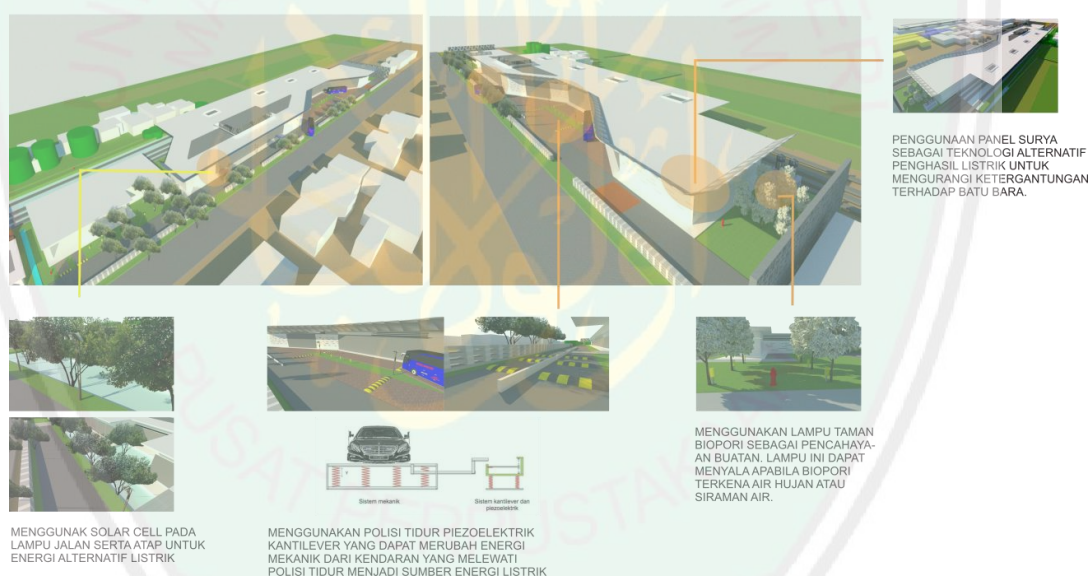 PENGGUNAAN PANEL SURYA
SEBAGAI TEKNOLOGI ALTERNATIF
PENGHASIL LISTRIK UNTUK
MENGURANGI KETERGANTUNGAN
TERHADAP BATU BARA.
MENGGUNAK SOLAR CELL PADA
LAMPU JALAN SERTA ATAP UNTUK
ENERGI ALTERNATIF LISTRIK
Sistem mekanik
Sistem kantilever dan
piezoelektrik
MENGGUNAKAN POLISI TIDUR PIEZOELEKTRIK
KANTILEVER YANG DAPAT MERUBAH ENERGI
MEKANIK DARI KENDARAN YANG MELEWATI
POLISI TIDUR MENJADI SUMBER ENERGI LISTRIK
MENGGUNAKAN LAMPU TAMAN
BIOPORI SEBAGAI PENCAHAYA-
AN BUATAN. LAMPU INI DAPAT
MENYALA APABILA BIOPORI
TERKENA AIR HUJAN ATAU
SIRAMAN AIR.
PUSAT